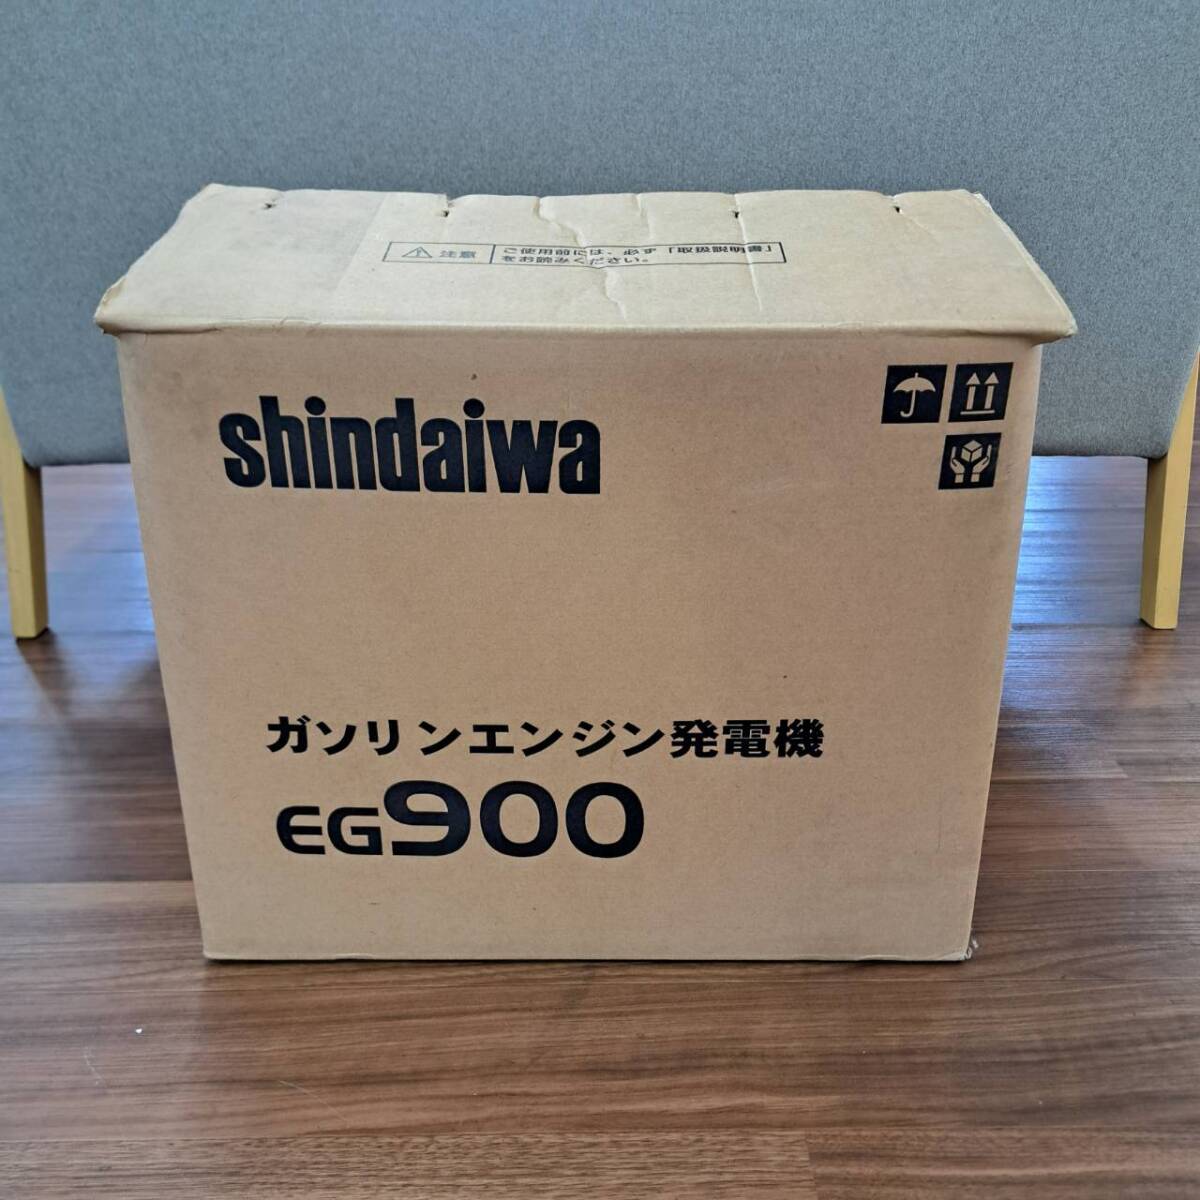 注意
ご使用前には、必ず「取扱説明書」
をお読みください。
shindaiwa
ガソリンエンジン発電機
EG900